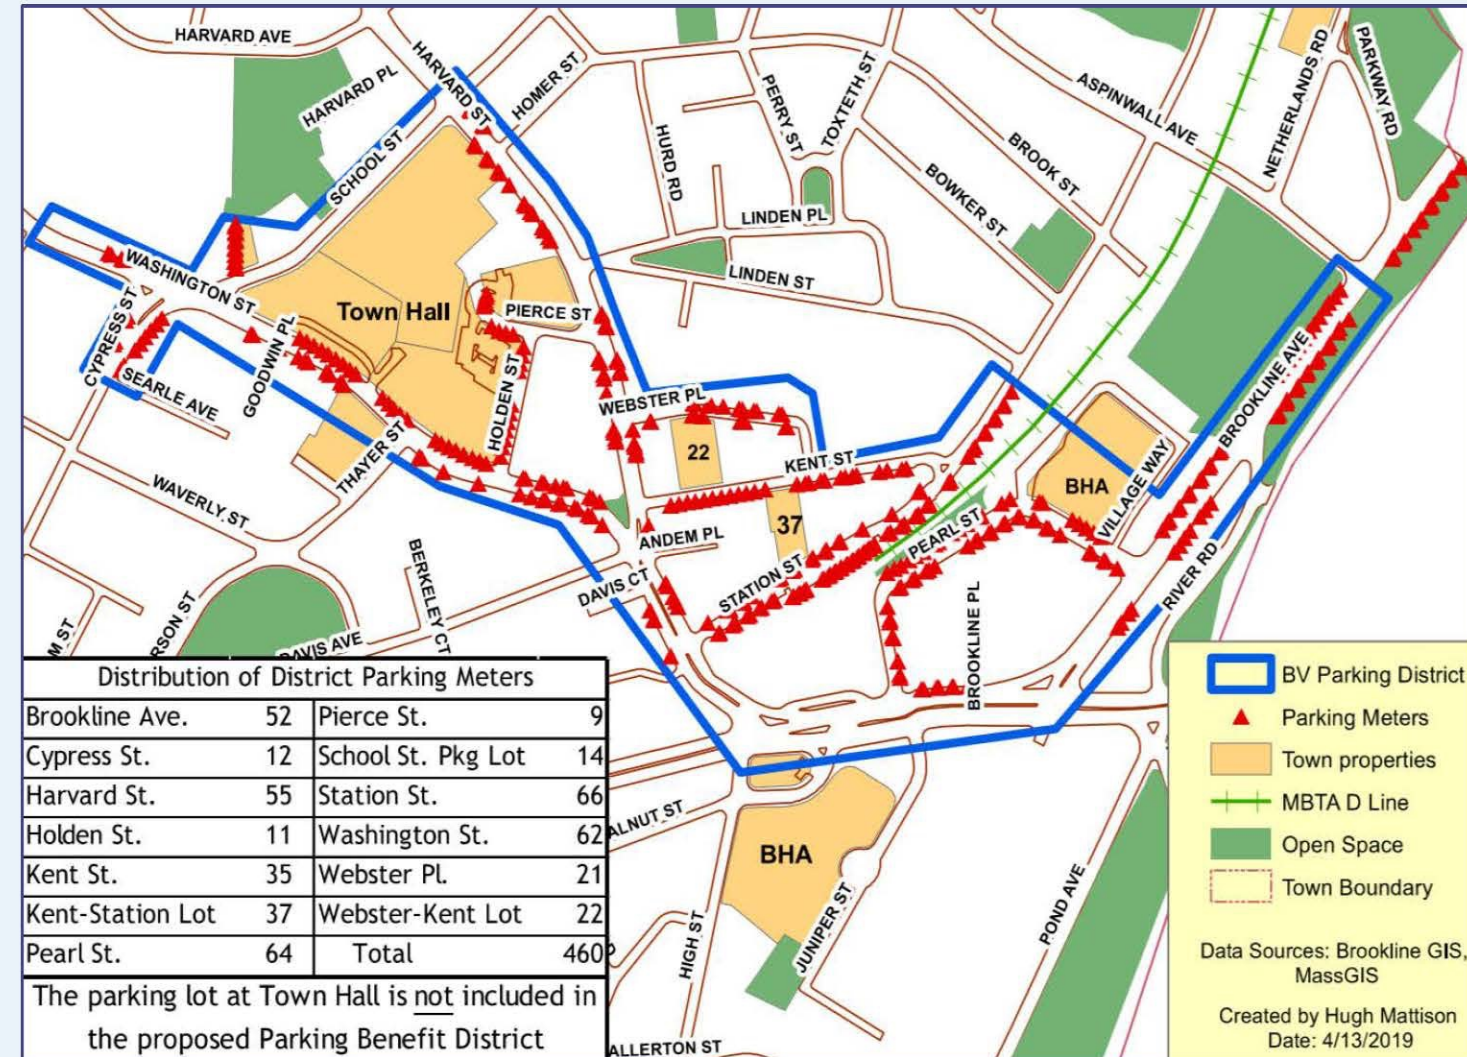 HARVARD AVE
HARVARD PL
SCHOOL ST
HARVARD ST
HOMER ST
HURD RD
PERRY ST
TOXTETH ST
LINDEN PL
LINDEN ST
BOWKER ST
BROOK ST
ASPINWALL AVE
NETHERLANDS RD
PARKWAY RD
WASHINGTON ST
CYPRESS ST
SEARLE AVE
GOODWIN PL
Town Hall
PIERCE ST
HOLDEN ST
WEBSTER PL
22
KENT ST
37
THAYER ST
WAVERLY ST
ANDEM PL
DAVIS CT
STATION ST
PEARL ST
BHA
VILLAGE WAY
BROOKLINE AVE
RIVER RD
BROOKLINE PL
BERKELEY CT
DAVIS AVE
RSON ST
M ST
ALNUT ST
BHA
HIGH ST
JUNIPER ST
POND AVE
ALLERTON ST
Distribution of District Parking Meters
Brookline Ave. 52 Pierce St. 9
Cypress St. 12 School St. Pkg Lot 14
Harvard St. 55 Station St. 66
Holden St. 11 Washington St. 62
Kent St. 35 Webster Pl. 21
Kent-Station Lot 37 Webster-Kent Lot 22
Pearl St. 64 Total 460
The parking lot at Town Hall is not included in
the proposed Parking Benefit District
BV Parking District
Parking Meters
Town properties
MBTA D Line
Open Space
Town Boundary
Data Sources: Brookline GIS,
MassGIS
Created by Hugh Mattison
Date: 4/13/2019